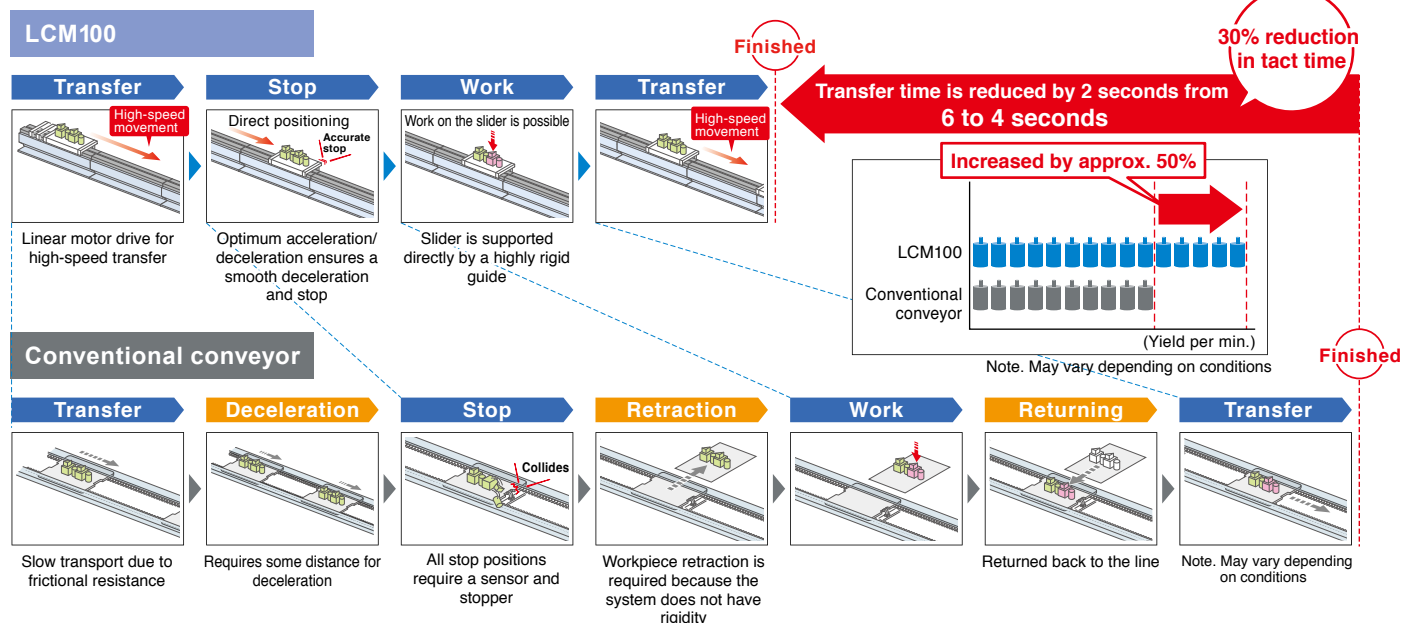 LCM100
Finished
30% reduction
in tact time
Transfer
Stop
Work
Transfer
Transfer time is reduced by 2 seconds from
6 to 4 seconds
High-speed
movement
Direct positioning
Accurate
stop
Work on the slider is possible
High-speed
movement
Linear motor drive for
high-speed transfer
Optimum acceleration/
deceleration ensures a
smooth deceleration
and stop
Slider is supported
directly by a highly rigid
guide
Increased by approx. 50%
LCM100
Conventional
conveyor
(Yield per min.)
Note. May vary depending on conditions
Finished
Conventional conveyor
Transfer
Deceleration
Stop
Retraction
Work
Returning
Transfer
Collides
Slow transport due to
frictional resistance
Requires some distance for
deceleration
All stop positions
require a sensor and
stopper
Workpiece retraction is
required because the
system does not have
rigidity
Returned back to the line
Note. May vary depending
on conditions